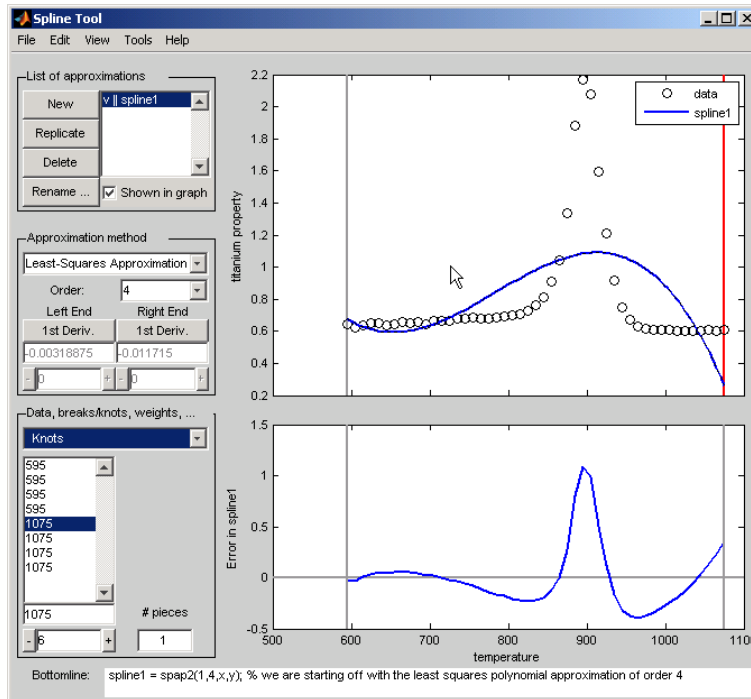 Spline Tool
File Edit View Tools Help
List of approximations
New
Replicate
Delete
Rename ...
v || spline1
Shown in graph
Approximation method
Least-Squares Approximation
Order: 4
Left End Right End
1st Deriv. 1st Deriv.
-0.00318875 -0.011715
- 0 + - 0 +
Data, breaks/knots, weights, ...
Knots
595
595
595
595
1075
1075
1075
1075
1075
# pieces
- 6 + 1
2.2
2
1.8
1.6
1.4
1.2
1
0.8
0.6
0.4
0.2
titanium property
data
spline1
1.5
1
0.5
0
-0.5
Error in spline1
500 600 700 800 900 1000 1100
temperature
Bottomline: spline1 = spap2(1,4,x,y); % we are starting off with the least squares polynomial approximation of order 4